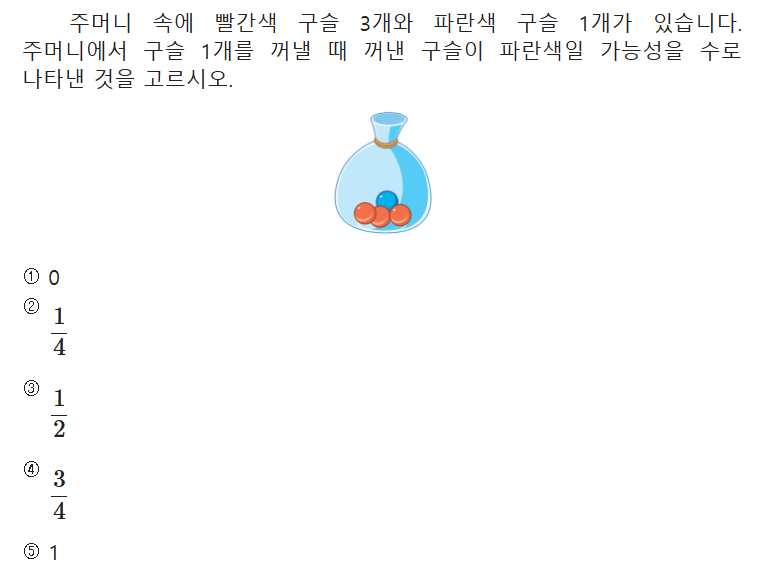 주머니 속에 빨간색 구슬 3개와 파란색 구슬 1개가 있습니다.
주머니에서 구슬 1개를 꺼낼 때 꺼낸 구슬이 파란색일 가능성을 수로
나타낸 것을 고르시오.
① 0
② 1/4
③ 1/2
④ 3/4
⑤ 1